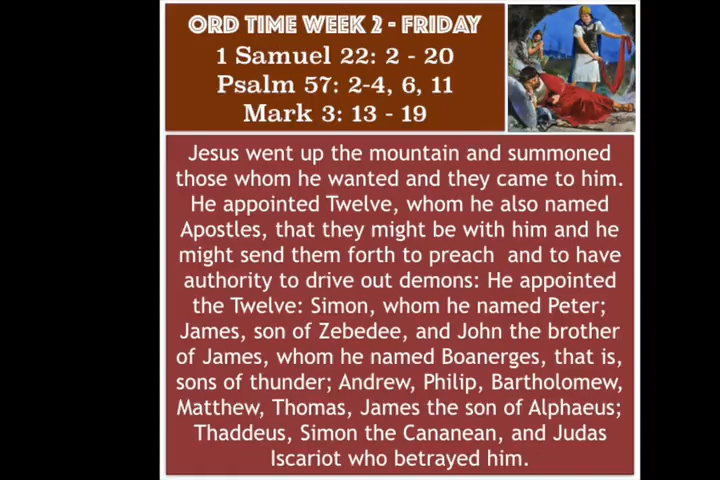 ORD TIME WEEK 2 - FRIDAY
1 Samuel 22: 2 - 20
Psalm 57: 2-4, 6, 11
Mark 3: 13 - 19
Jesus went up the mountain and summoned
those whom he wanted and they came to him.
He appointed Twelve, whom he also named
Apostles, that they might be with him and he
might send them forth to preach  and to have
authority to drive out demons: He appointed
the Twelve: Simon, whom he named Peter;
James, son of Zebedee, and John the brother
of James, whom he named Boanerges, that is,
sons of thunder; Andrew, Philip, Bartholomew,
Matthew, Thomas, James the son of Alphaeus;
Thaddeus, Simon the Cananean, and Judas
Iscariot who betrayed him.